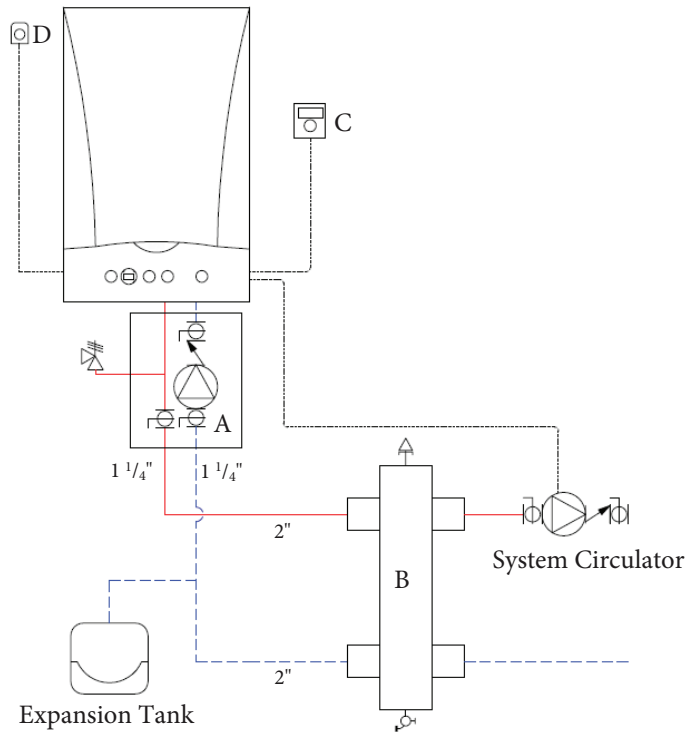 D
C
A
1 1/4" 1 1/4"
2"
System Circulator
B
2"
Expansion Tank